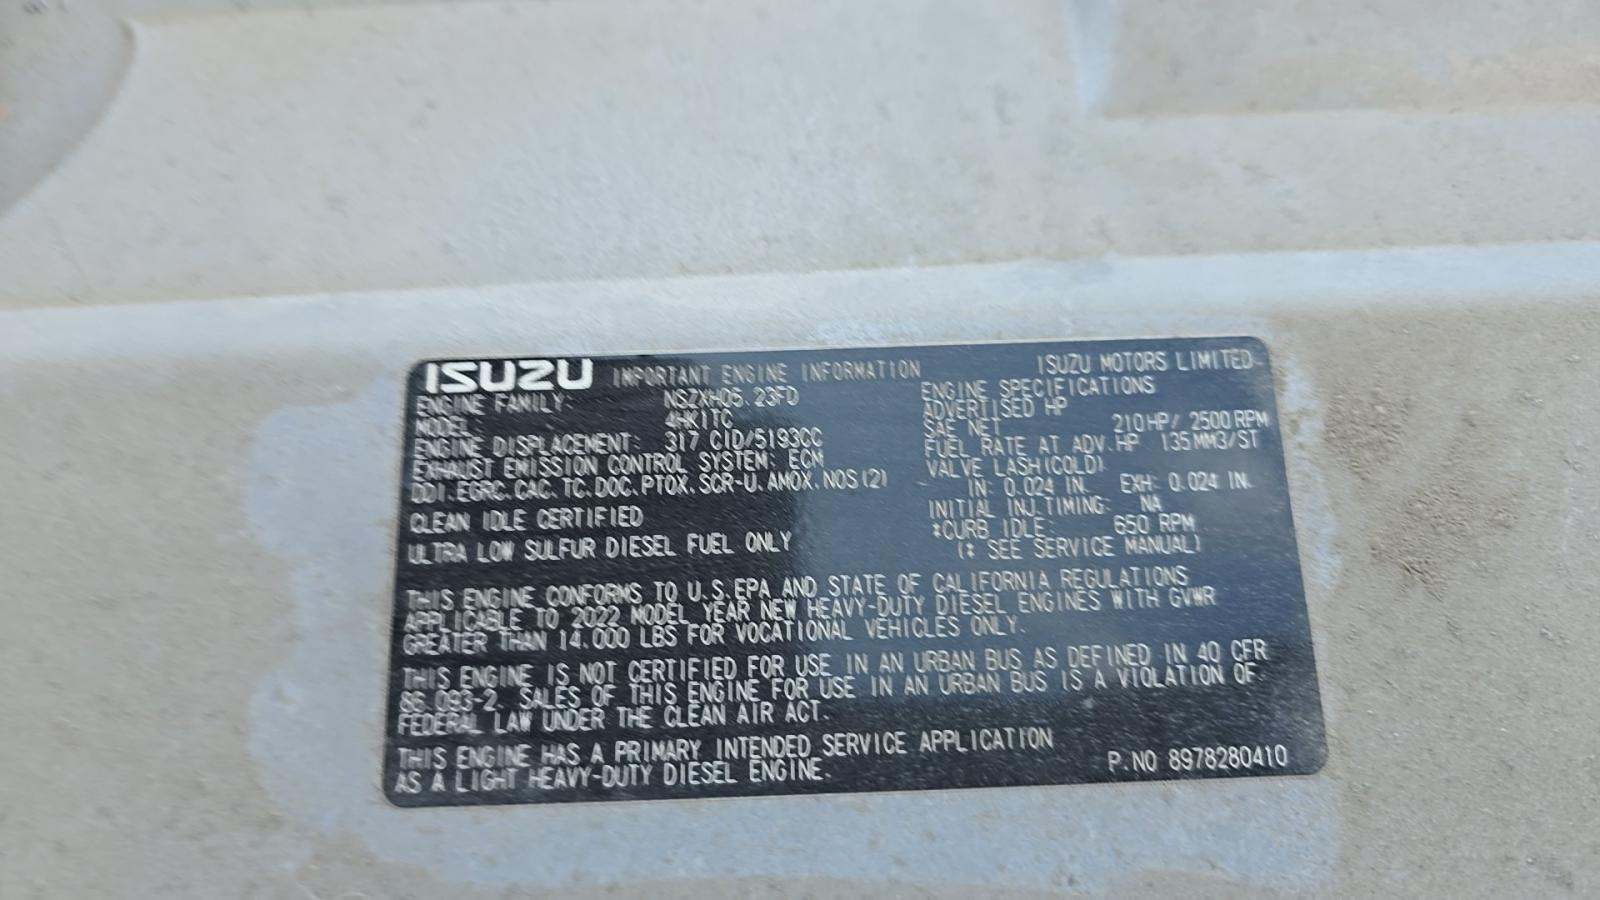 ISUZU IMPORTANT ENGINE INFORMATION ISUZU MOTORS LIMITED
ENGINE FAMILY: NSZXH05.23FD
MODEL: 4HK1TC
ENGINE DISPLACEMENT: 317 CID/5193CC
EXHAUST EMISSION CONTROL SYSTEM: ECM
DDI.EGRC.CAC.TC.DOC.PTOX.SCR-U.AMOX.NOS(2)
CLEAN IDLE CERTIFIED
ULTRA LOW SULFUR DIESEL FUEL ONLY
ENGINE SPECIFICATIONS
ADVERTISED HP
SAE NET 210HP/ 2500RPM
FUEL RATE AT ADV.HP 135MM3/ST
VALVE LASH(COLD)
IN: 0.024 IN. EXH: 0.024 IN.
INITIAL INJ.TIMING: NA
*CURB IDLE: 650 RPM
(* SEE SERVICE MANUAL)
THIS ENGINE CONFORMS TO U.S.EPA AND STATE OF CALIFORNIA REGULATIONS
APPLICABLE TO 2022 MODEL YEAR NEW HEAVY-DUTY DIESEL ENGINES WITH GVWR
GREATER THAN 14.000 LBS FOR VOCATIONAL VEHICLES ONLY.
THIS ENGINE IS NOT CERTIFIED FOR USE IN AN URBAN BUS AS DEFINED IN 40 CFR
86 093-2. SALES OF THIS ENGINE FOR USE IN AN URBAN BUS IS A VIOLATION OF
FEDERAL LAW UNDER THE CLEAN AIR ACT.
THIS ENGINE HAS A PRIMARY INTENDED SERVICE APPLICATION
AS A LIGHT HEAVY-DUTY DIESEL ENGINE.
P.NO 8978280410